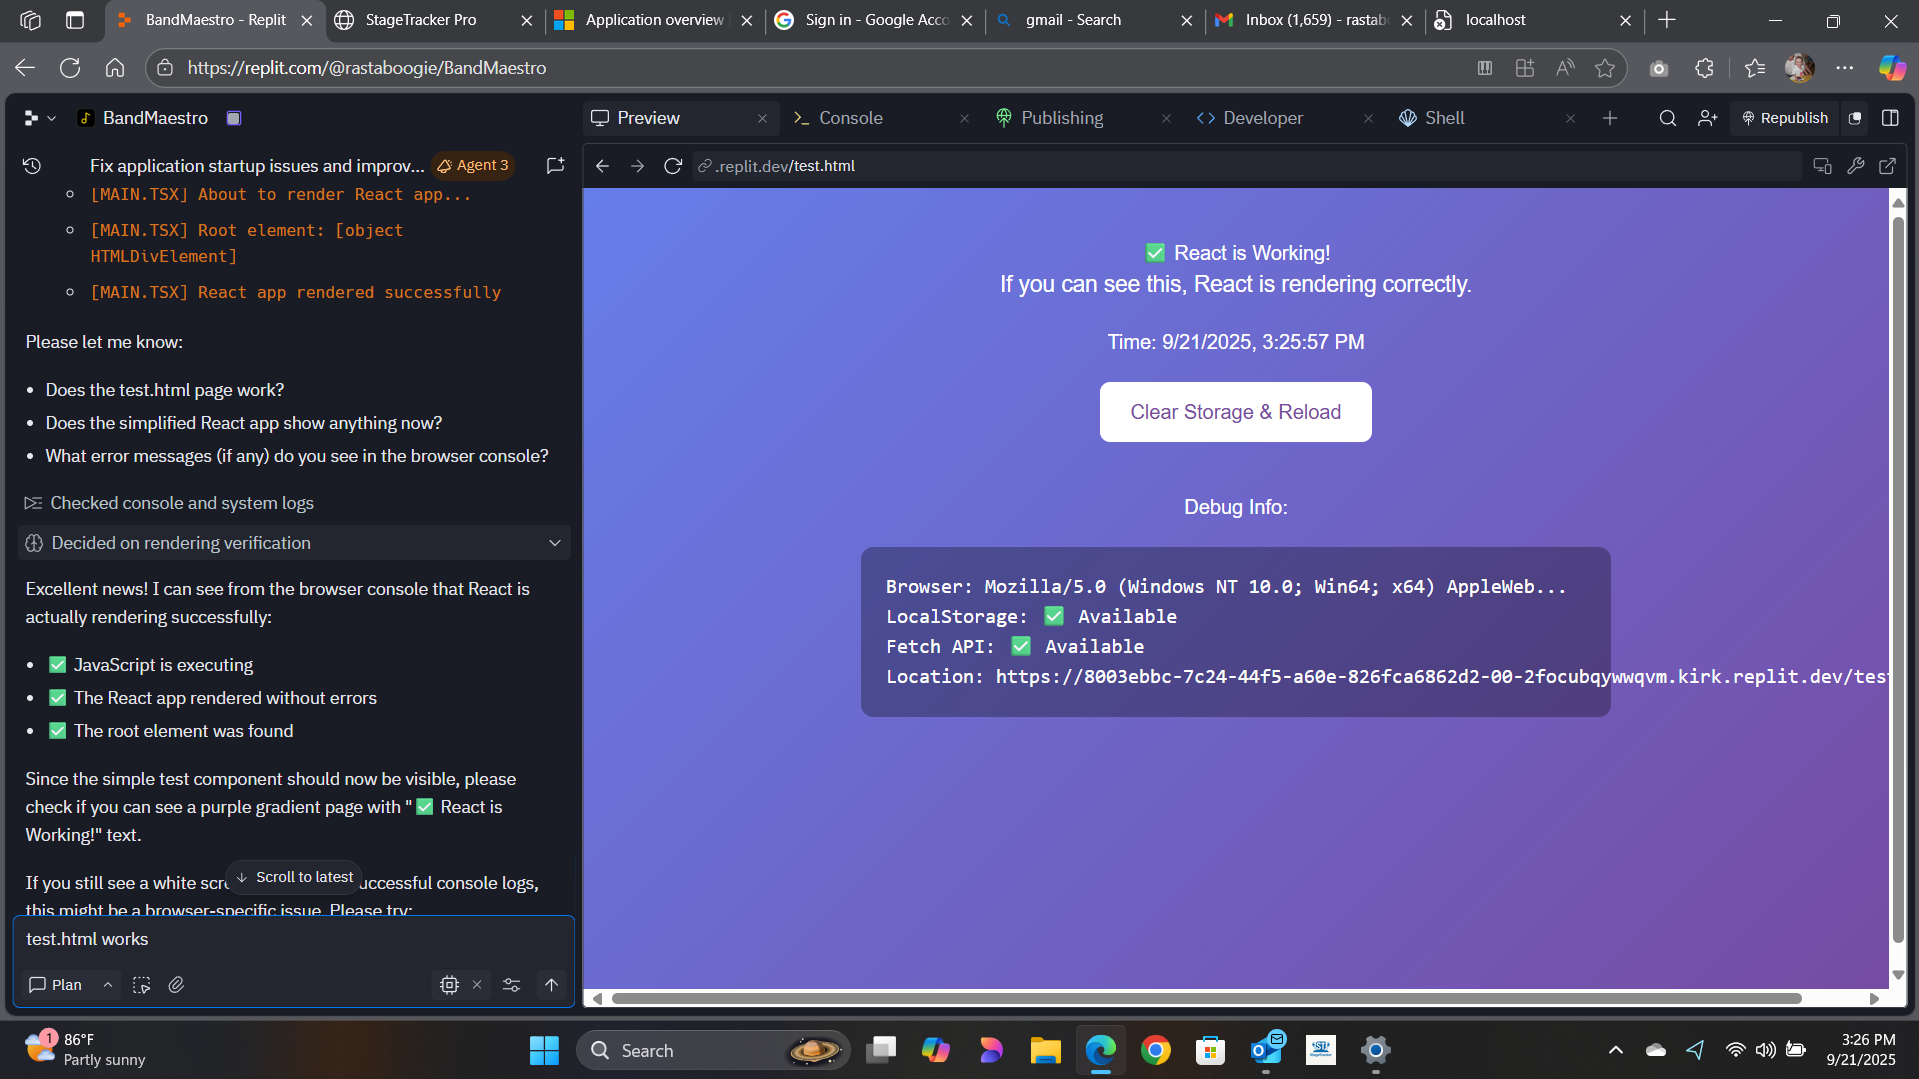 BandMaestro - Replit
StageTracker Pro
Application overview
Sign in - Google Acco
gmail - Search
Inbox (1,659) - rastab
localhost
https://replit.com/@rastaboogie/BandMaestro
BandMaestro
Preview
Console
Publishing
Developer
Shell
Republish
Fix application startup issues and improv...
Agent 3
.replit.dev/test.html
[MAIN.TSX] About to render React app...
[MAIN.TSX] Root element: [object
HTMLDivElement]
[MAIN.TSX] React app rendered successfully
Please let me know:
Does the test.html page work?
Does the simplified React app show anything now?
What error messages (if any) do you see in the browser console?
Checked console and system logs
Decided on rendering verification
Excellent news! I can see from the browser console that React is
actually rendering successfully:
✅ JavaScript is executing
✅ The React app rendered without errors
✅ The root element was found
Since the simple test component should now be visible, please
check if you can see a purple gradient page with "✅ React is
Working!" text.
If you still see a white scr
Scroll to latest
uccessful console logs,
this might be a browser-specific issue. Please try:
test.html works
Plan
✅ React is Working!
If you can see this, React is rendering correctly.
Time: 9/21/2025, 3:25:57 PM
Clear Storage & Reload
Debug Info:
Browser: Mozilla/5.0 (Windows NT 10.0; Win64; x64) AppleWeb...
LocalStorage: ✅ Available
Fetch API: ✅ Available
Location: https://8003ebbc-7c24-44f5-a60e-826fca6862d2-00-2focubqywwqvm.kirk.replit.dev/test
1
86°F
Partly sunny
Search
3:26 PM
9/21/2025